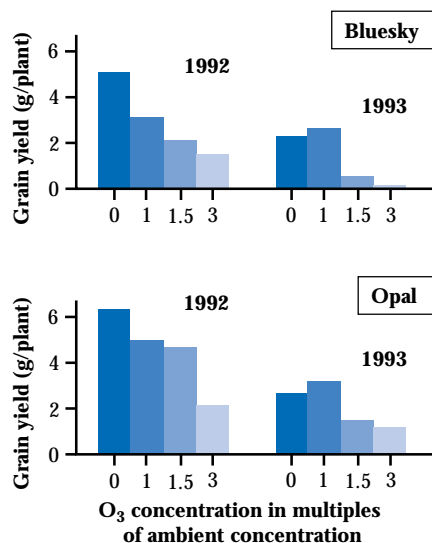 Bluesky
Grain yield (g/plant)
6
4
2
0
1992
1993
0 1 1.5 3 0 1 1.5 3
Opal
Grain yield (g/plant)
6
4
2
0
1992
1993
0 1 1.5 3 0 1 1.5 3
O₃ concentration in multiples
of ambient concentration